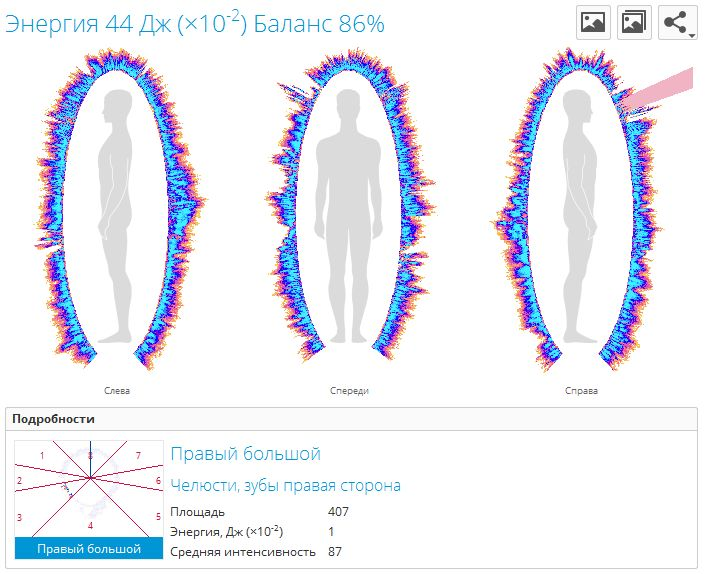 Энергия 44 Дж (×10⁻²) Баланс 86%
Слева Спереди Справа
Подробности
1 8 7
2 6
3 4 5
Правый большой
Правый большой
Челюсти, зубы правая сторона
Площадь 407
Энергия, Дж (×10⁻²) 1
Средняя интенсивность 87